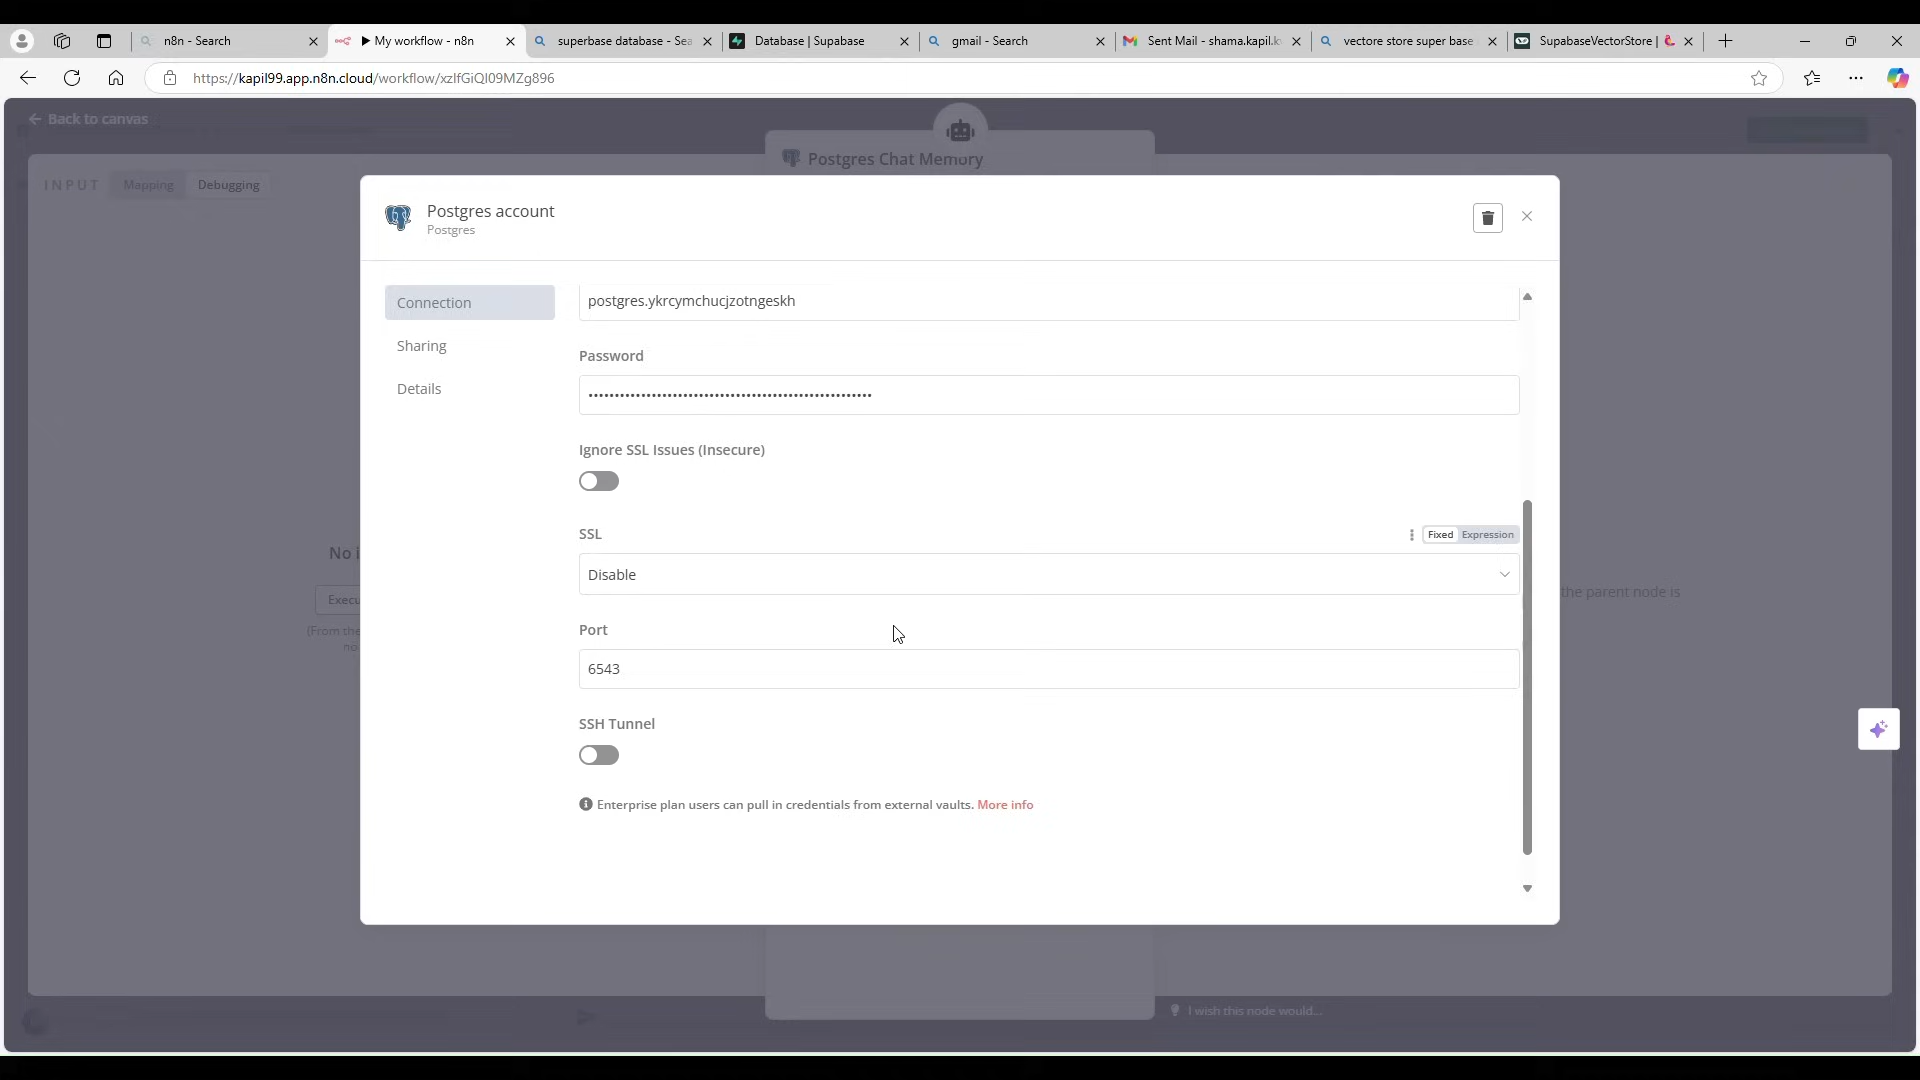 n8n - Search
My workflow - n8n
superbase database - Sea
Database | Supabase
gmail - Search
Sent Mail - shama.kapil.k
vectore store super base
SupabaseVectorStore |
https://kapil99.app.n8n.cloud/workflow/xzlfGiQl09MZg896
Back to canvas
Postgres Chat Memory
INPUT Mapping Debugging
Postgres account
Postgres
Connection
Sharing
Details
postgres.ykrcymchucjzotngeskh
Password
Ignore SSL Issues (Insecure)
SSL
Fixed Expression
Disable
Port
6543
SSH Tunnel
Enterprise plan users can pull in credentials from external vaults. More info
No i
Execu
(From the
no
the parent node is
I wish this node would...